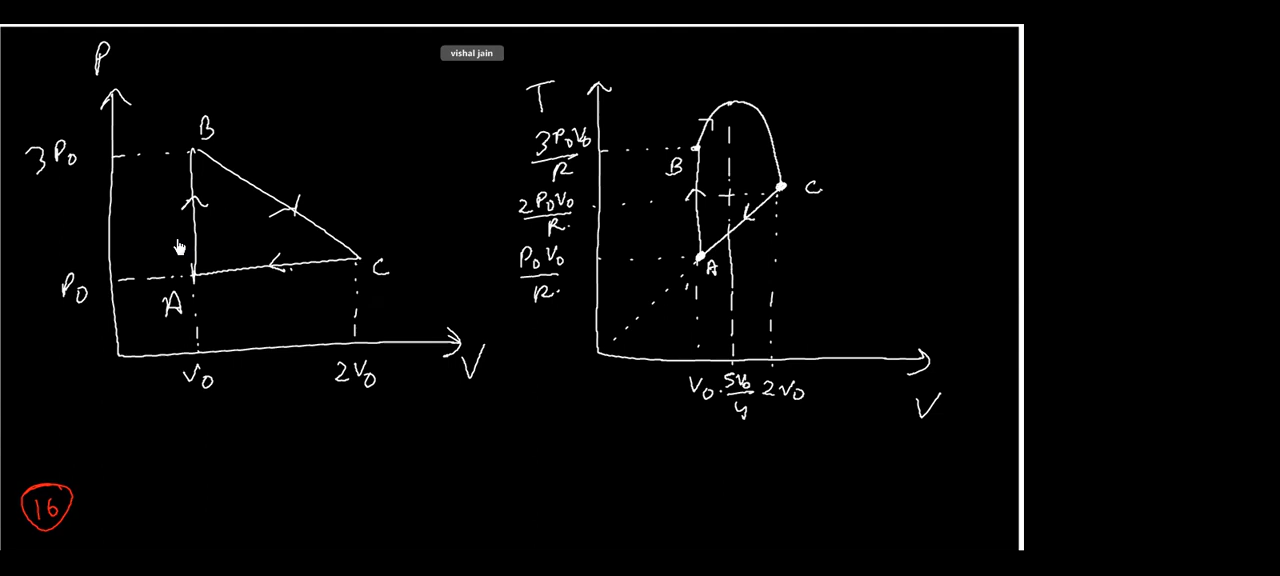 vishal jain
P
3P0
B
P0
A
C
V0
2V0
V
T
3P0V0/R
2P0V0/R.
P0V0/R.
B
C
A
V0. 5V0/4 2V0
V
16